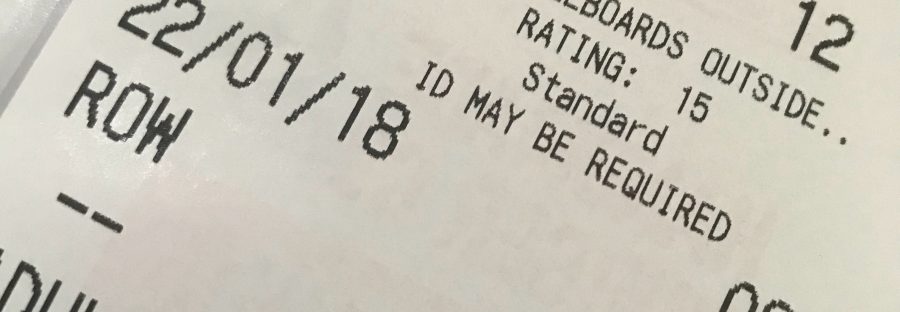 12
BOARDS OUTSIDE..
RATING: 15
Standard
ID MAY BE REQUIRED
22/01/18
ROW
--